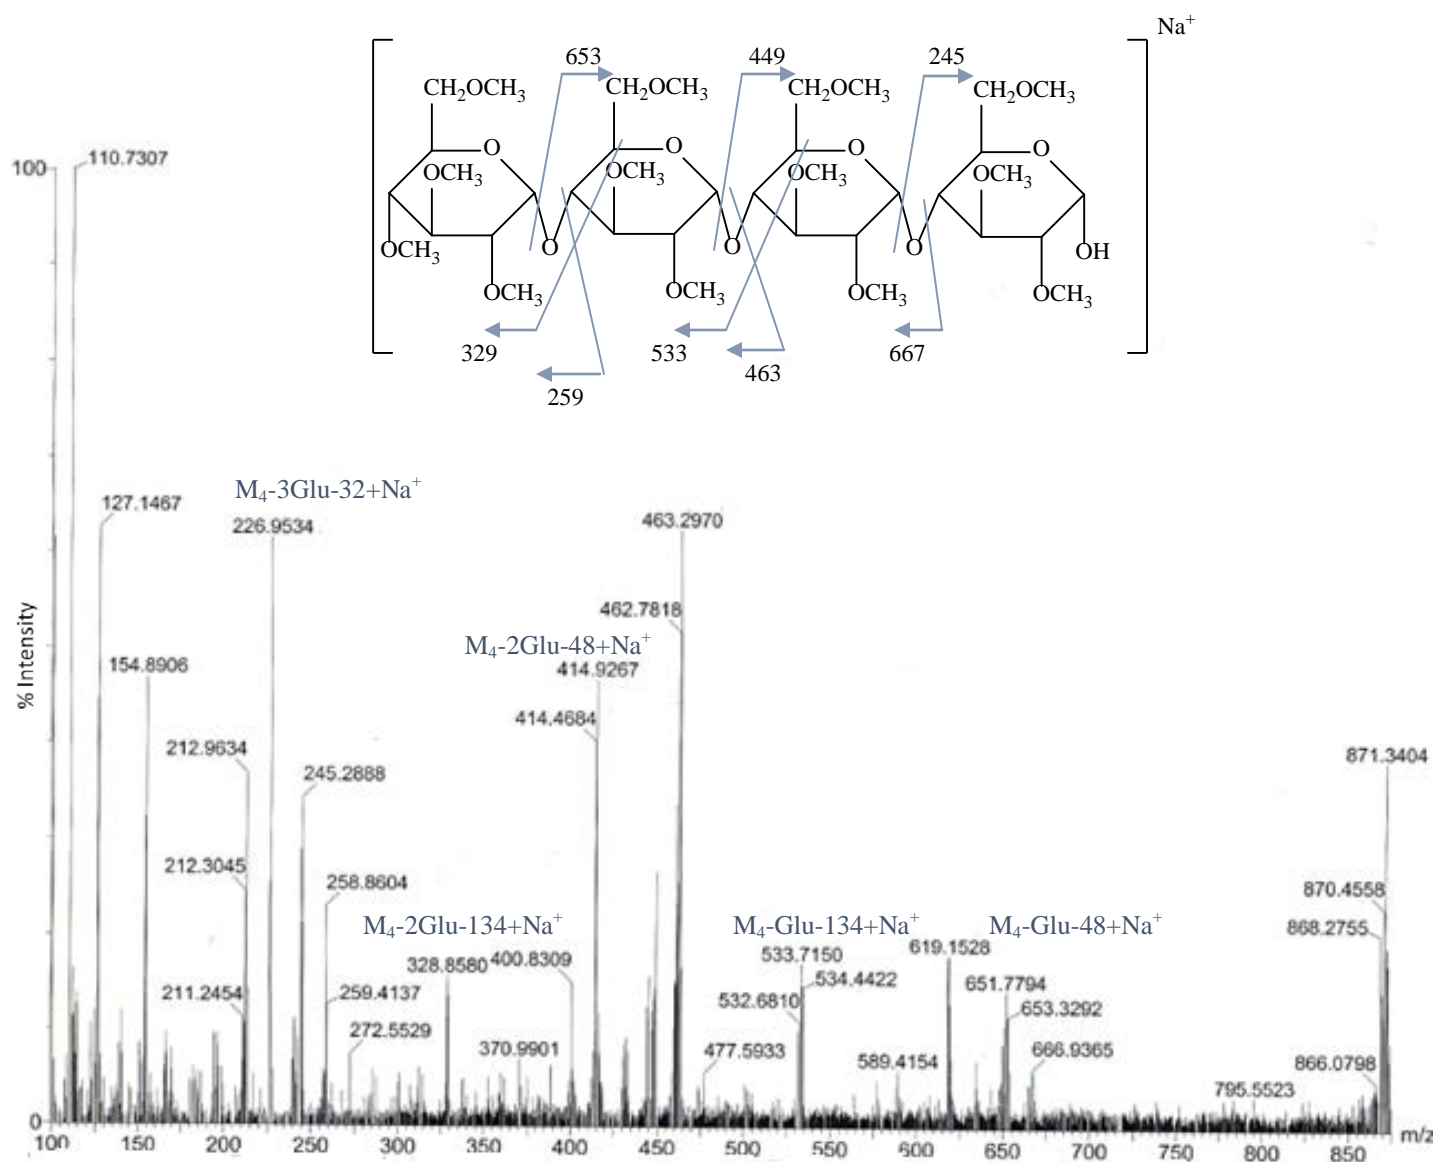 Na⁺
653
449
245
CH₂OCH₃
CH₂OCH₃
CH₂OCH₃
CH₂OCH₃
O
O
O
O
OCH₃
OCH₃
OCH₃
OCH₃
OCH₃
O
O
O
OH
OCH₃
OCH₃
OCH₃
OCH₃
329
533
667
463
259
100
110.7307
M₄-3Glu-32+Na⁺
127.1467
226.9534
463.2970
462.7818
M₄-2Glu-48+Na⁺
154.8906
414.9267
414.4684
212.9634
245.2888
871.3404
212.3045
258.8604
870.4558
M₄-2Glu-134+Na⁺
M₄-Glu-134+Na⁺
M₄-Glu-48+Na⁺
868.2755
328.8580
400.8309
533.7150
619.1528
534.4422
651.7794
211.2454
259.4137
532.6810
653.3292
272.5529
370.9901
477.5933
589.4154
666.9365
866.0798
795.5523
% Intensity
0
100 150 200 250 300 350 400 450 500 550 600 650 700 750 800 850 m/z